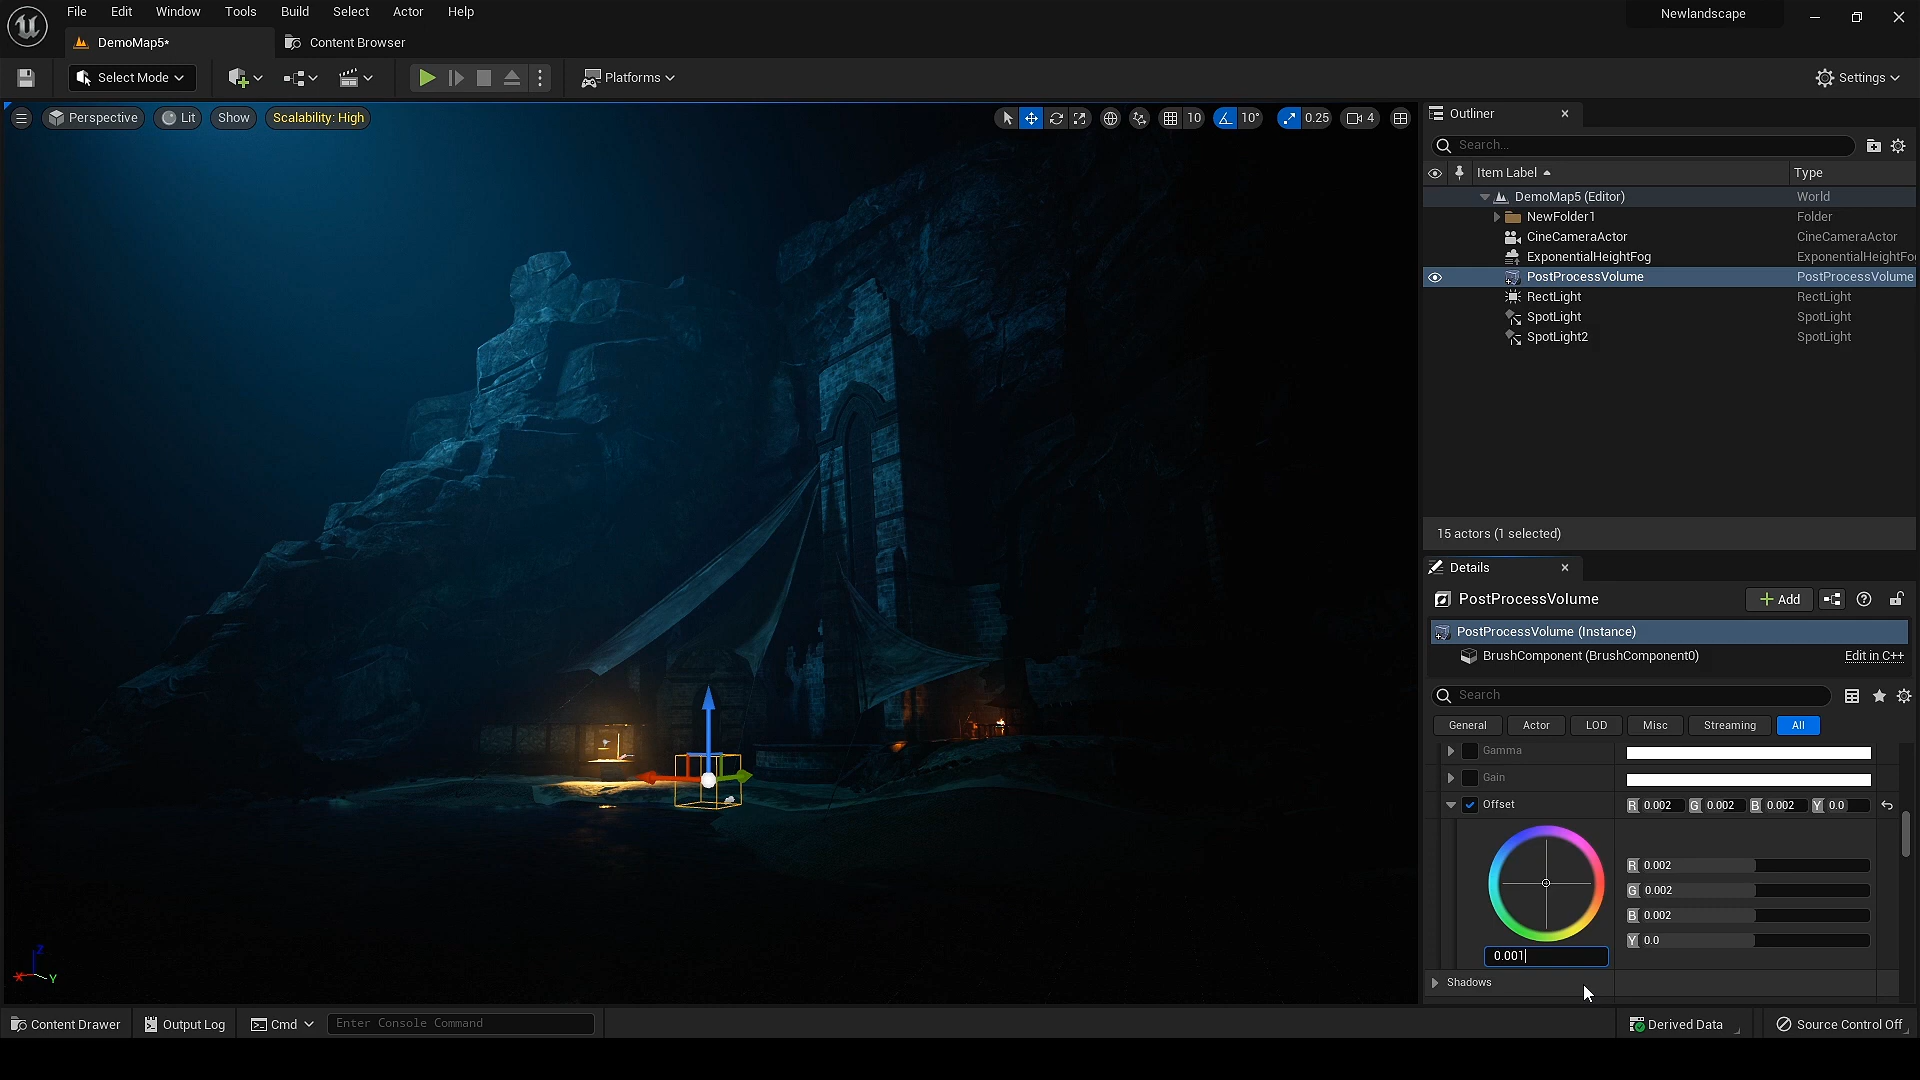 File Edit Window Tools Build Select Actor Help
Newlandscape
DemoMap5*
Content Browser
Select Mode
Platforms
Settings
Perspective
Lit
Show
Scalability: High
10
10°
0.25
4
Outliner
Search...
Item Label
Type
DemoMap5 (Editor) World
NewFolder1 Folder
CineCameraActor CineCameraActor
ExponentialHeightFog ExponentialHeightFo
PostProcessVolume PostProcessVolume
RectLight RectLight
SpotLight SpotLight
SpotLight2 SpotLight
15 actors (1 selected)
Details
PostProcessVolume
Add
PostProcessVolume (Instance)
BrushComponent (BrushComponent0) Edit in C++
Search
General Actor LOD Misc Streaming All
Gamma
Gain
Offset R 0.002 G 0.002 B 0.002 Y 0.0
R 0.002
G 0.002
B 0.002
Y 0.0
0.001
Shadows
X Y Z
Content Drawer
Output Log
Cmd
Enter Console Command
Derived Data
Source Control Off